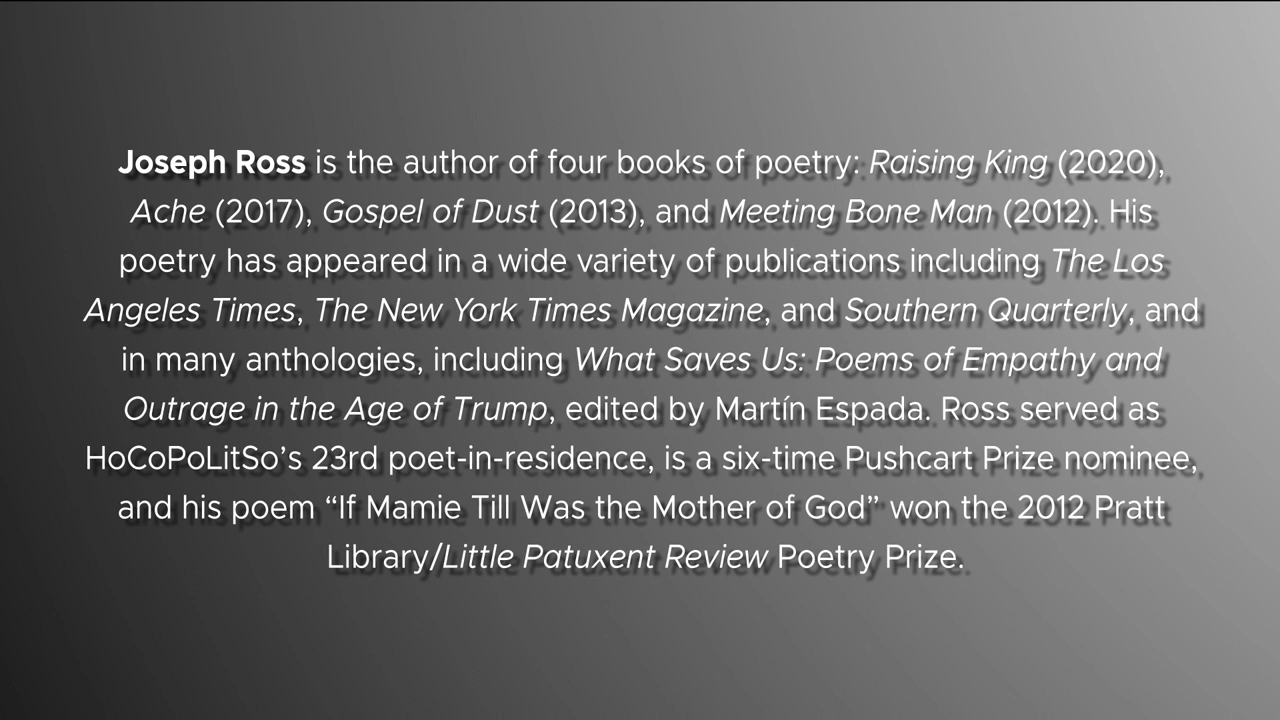 Joseph Ross is the author of four books of poetry: Raising King (2020),
Ache (2017), Gospel of Dust (2013), and Meeting Bone Man (2012). His
poetry has appeared in a wide variety of publications including The Los
Angeles Times, The New York Times Magazine, and Southern Quarterly, and
in many anthologies, including What Saves Us: Poems of Empathy and
Outrage in the Age of Trump, edited by Martín Espada. Ross served as
HoCoPoLitSo’s 23rd poet-in-residence, is a six-time Pushcart Prize nominee,
and his poem “If Mamie Till Was the Mother of God” won the 2012 Pratt
Library/Little Patuxent Review Poetry Prize.